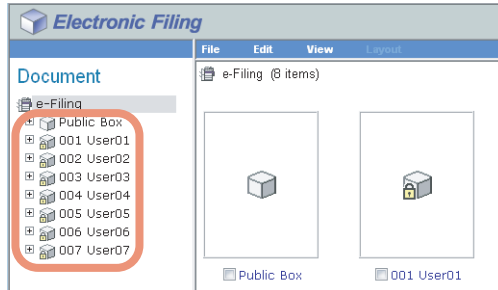 Electronic Filing
File Edit View Layout
Document
e-Filing (8 items)
e-Filing
Public Box
001 User01
002 User02
003 User03
004 User04
005 User05
006 User06
007 User07
Public Box
001 User01